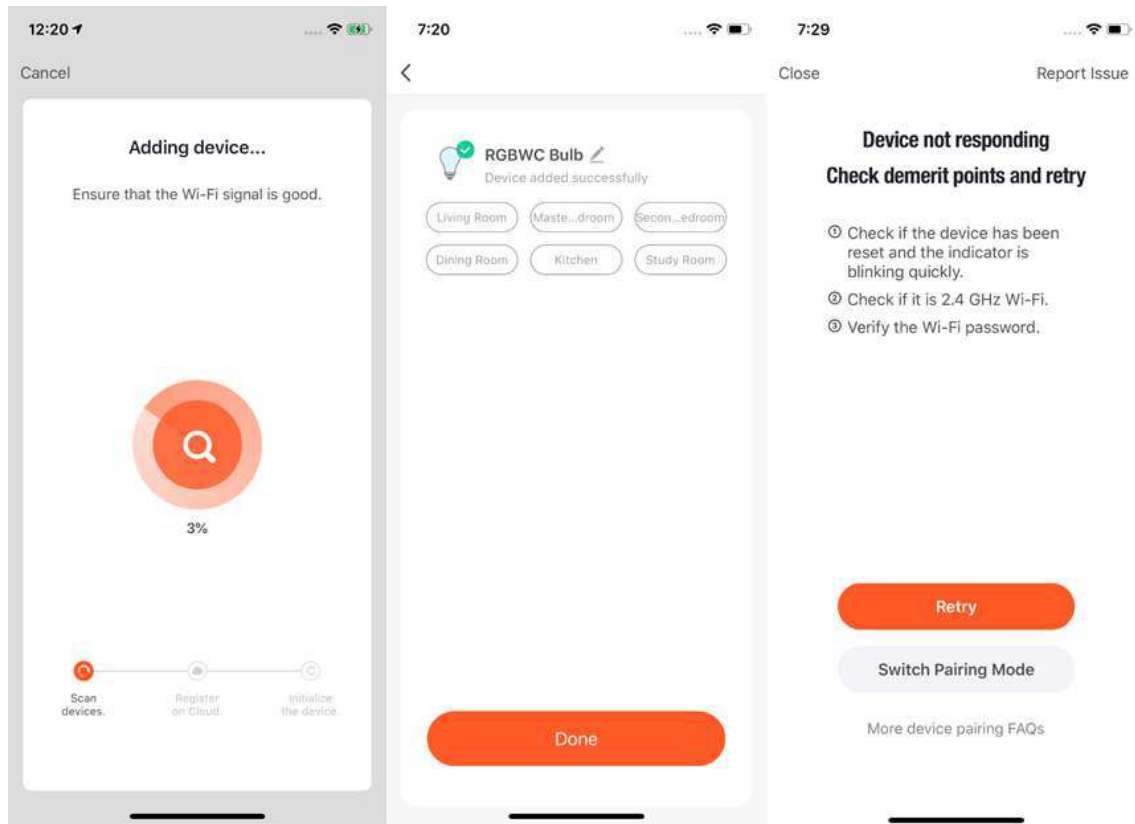 12:20
Cancel
Adding device...
Ensure that the Wi-Fi signal is good.
3%
Scan
devices.
Register
on Cloud.
Initialize
the device.
7:20
RGBWC Bulb
Device added successfully
Living Room
Maste...droom
Secon...edroom
Dining Room
Kitchen
Study Room
Done
7:29
Close
Report Issue
Device not responding
Check demerit points and retry
① Check if the device has been
reset and the indicator is
blinking quickly.
② Check if it is 2.4 GHz Wi-Fi.
③ Verify the Wi-Fi password.
Retry
Switch Pairing Mode
More device pairing FAQs